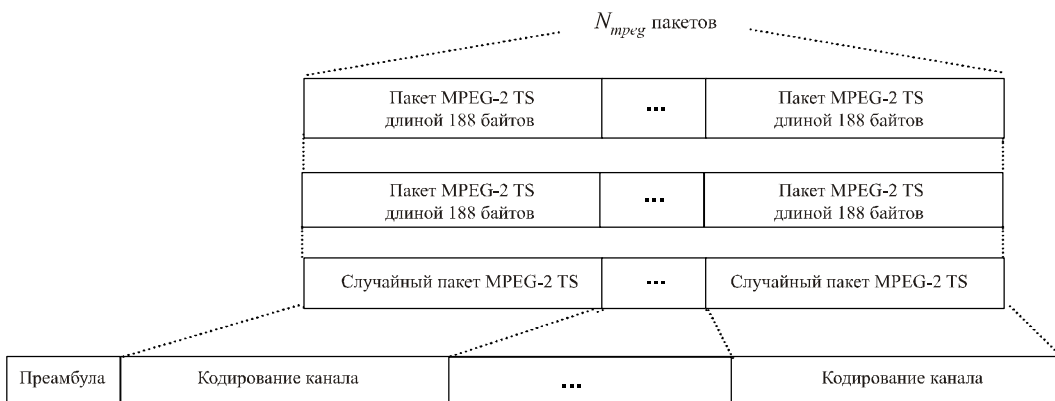 N_mpeg пакетов
Пакет MPEG-2 TS
длиной 188 байтов
...
Пакет MPEG-2 TS
длиной 188 байтов
Пакет MPEG-2 TS
длиной 188 байтов
...
Пакет MPEG-2 TS
длиной 188 байтов
Случайный пакет MPEG-2 TS
...
Случайный пакет MPEG-2 TS
Преамбула
Кодирование канала
...
Кодирование канала